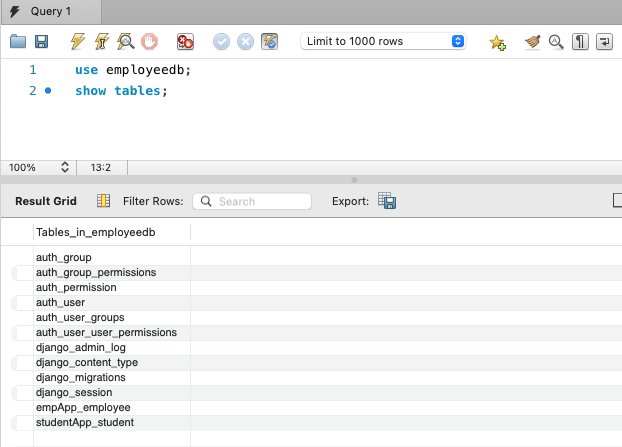 Query 1
Limit to 1000 rows
1 use employeedb;
2 show tables;
100% 13:2
Result Grid Filter Rows: Search Export:
Tables_in_employeedb
auth_group
auth_group_permissions
auth_permission
auth_user
auth_user_groups
auth_user_user_permissions
django_admin_log
django_content_type
django_migrations
django_session
empApp_employee
studentApp_student